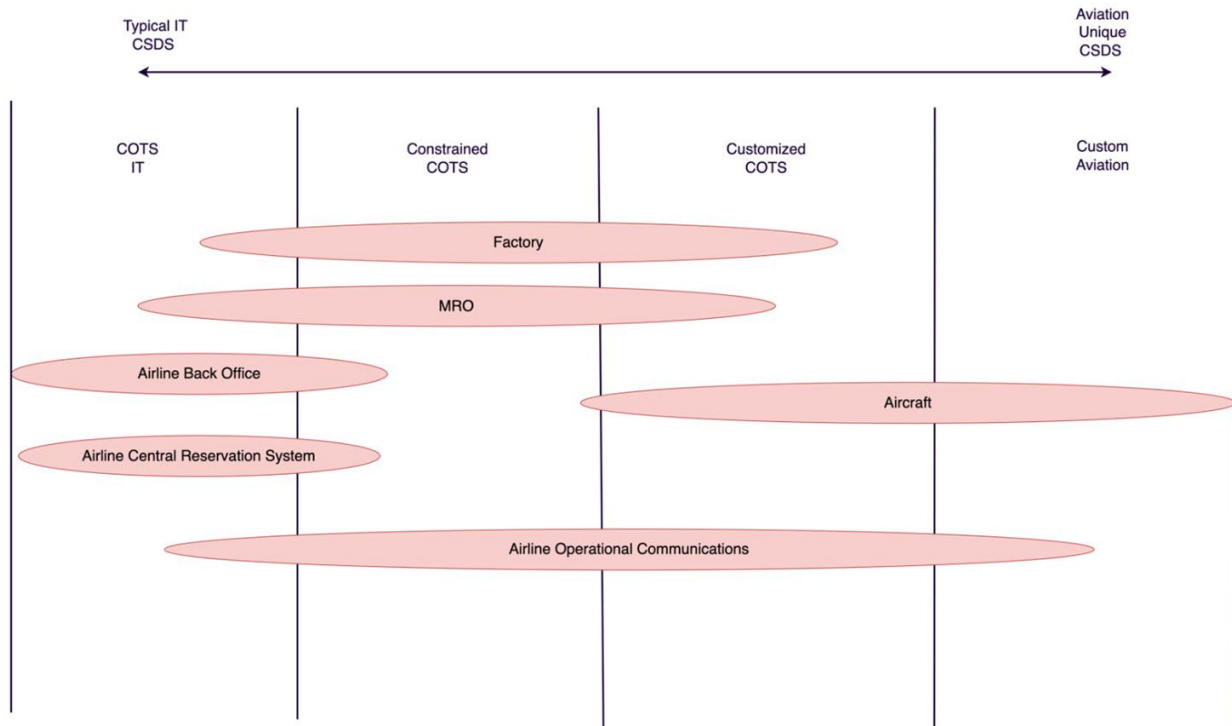 Typical IT
CSDS
Aviation
Unique
CSDS
COTS
IT
Constrained
COTS
Customized
COTS
Custom
Aviation
Factory
MRO
Airline Back Office
Aircraft
Airline Central Reservation System
Airline Operational Communications